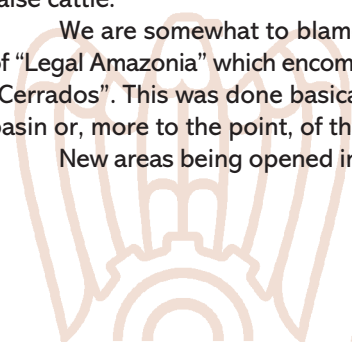 aise cattle.
We are somewhat to blam
of “Legal Amazonia” which encom
Cerrados”. This was done basica
asin or, more to the point, of th
New areas being opened in